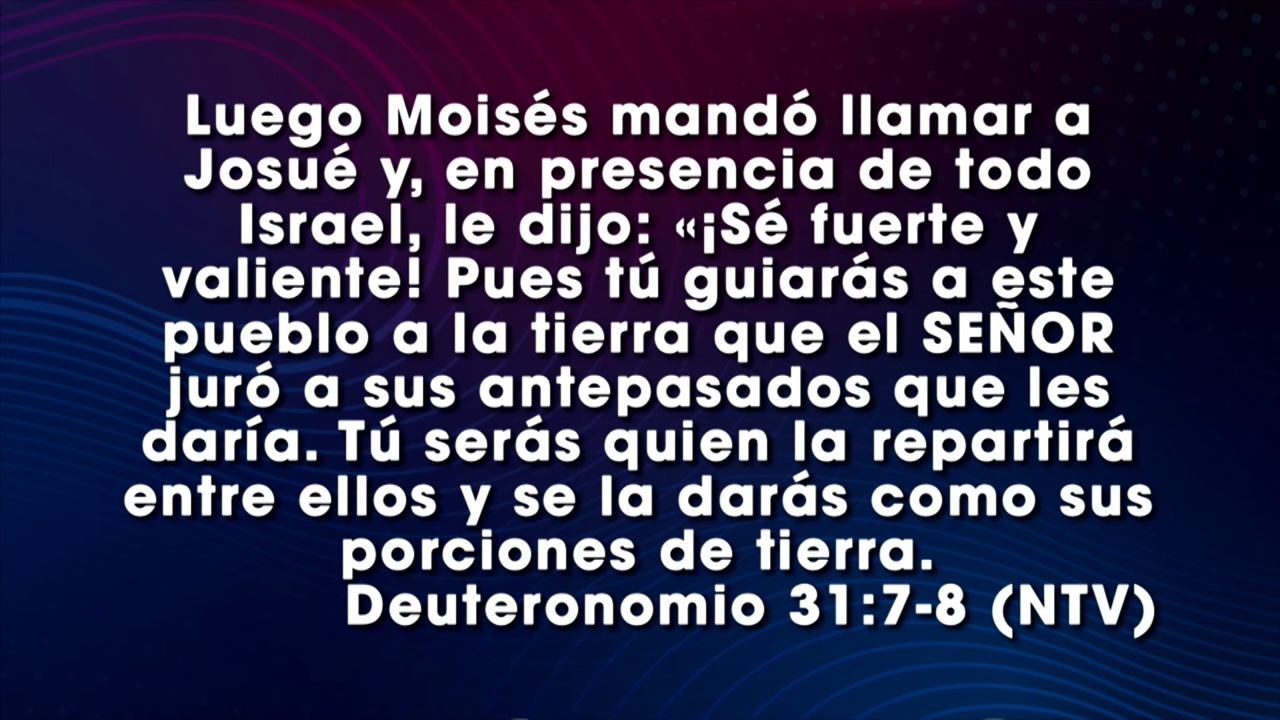 Luego Moisés mandó llamar a
Josué y, en presencia de todo
Israel, le dijo: «¡Sé fuerte y
valiente! Pues tú guiarás a este
pueblo a la tierra que el SEÑOR
juró a sus antepasados que les
daría. Tú serás quien la repartirá
entre ellos y se la darás como sus
porciones de tierra.
Deuteronomio 31:7-8 (NTV)